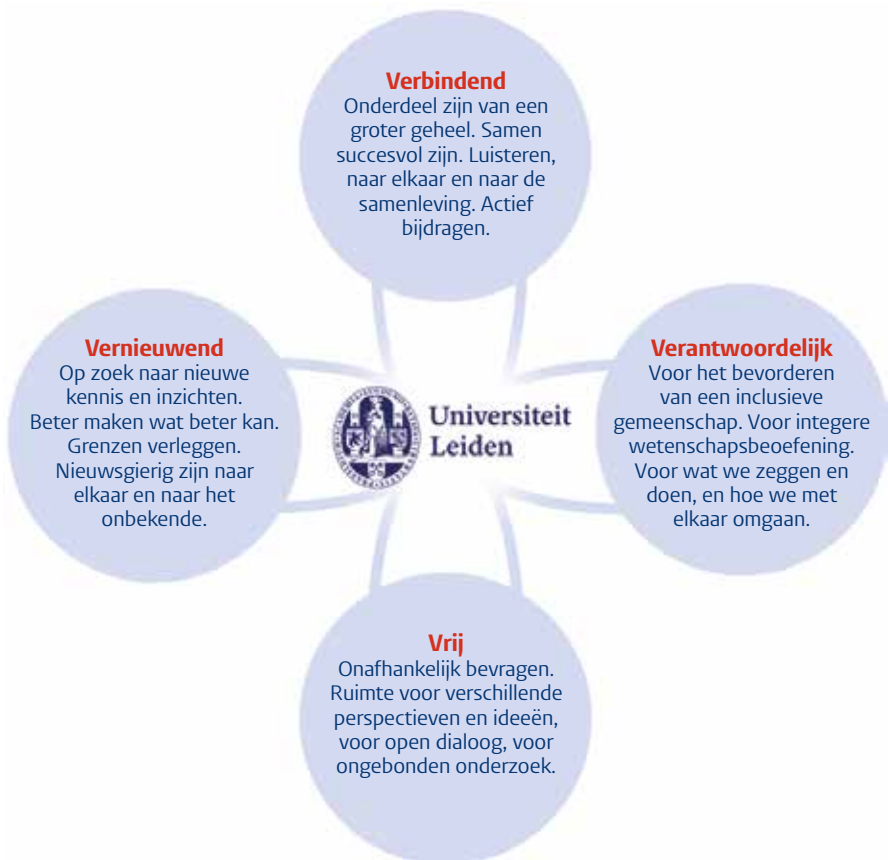 Verbindend
Onderdeel zijn van een
groter geheel. Samen
succesvol zijn. Luisteren,
naar elkaar en naar de
samenleving. Actief
bijdragen.
Vernieuwend
Op zoek naar nieuwe
kennis en inzichten.
Beter maken wat beter kan.
Grenzen verleggen.
Nieuwsgierig zijn naar
elkaar en naar het
onbekende.
Universiteit
Leiden
Verantwoordelijk
Voor het bevorderen
van een inclusieve
gemeenschap. Voor integere
wetenschapsbeoefening.
Voor wat we zeggen en
doen, en hoe we met
elkaar omgaan.
Vrij
Onafhankelijk bevragen.
Ruimte voor verschillende
perspectieven en ideeën,
voor open dialoog, voor
ongebonden onderzoek.